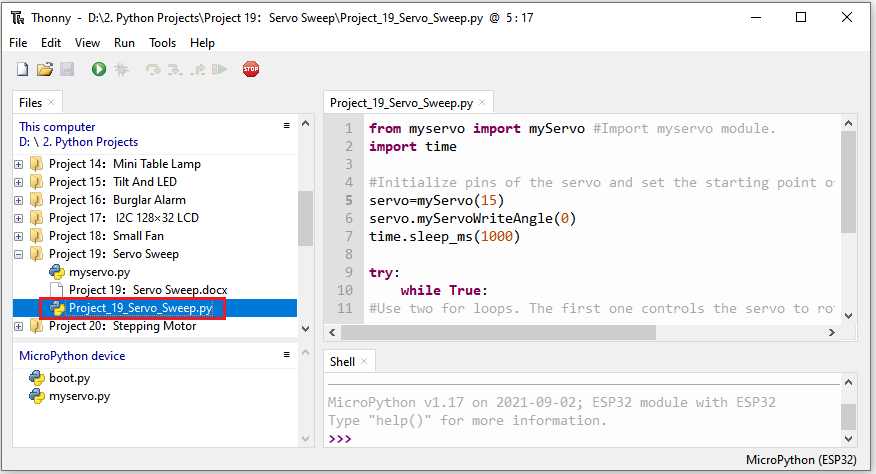 Thonny - D:\2. Python Projects\Project 19：Servo Sweep\Project_19_Servo_Sweep.py @ 5 : 17
File Edit View Run Tools Help
STOP
Files ×
This computer
D: \ 2. Python Projects
Project 14：Mini Table Lamp
Project 15：Tilt And LED
Project 16：Burglar Alarm
Project 17： I2C 128×32 LCD
Project 18：Small Fan
Project 19：Servo Sweep
myservo.py
Project 19：Servo Sweep.docx
Project_19_Servo_Sweep.py
Project 20：Stepping Motor
MicroPython device
boot.py
myservo.py
Project_19_Servo_Sweep.py ×
1 from myservo import myServo #Import myservo module.
2 import time
3
4 #Initialize pins of the servo and set the starting point o
5 servo=myServo(15)
6 servo.myServoWriteAngle(0)
7 time.sleep_ms(1000)
8
9 try:
10     while True:
11 #Use two for loops. The first one controls the servo to ro
Shell ×
MicroPython v1.17 on 2021-09-02; ESP32 module with ESP32
Type "help()" for more information.
>>>
MicroPython (ESP32)